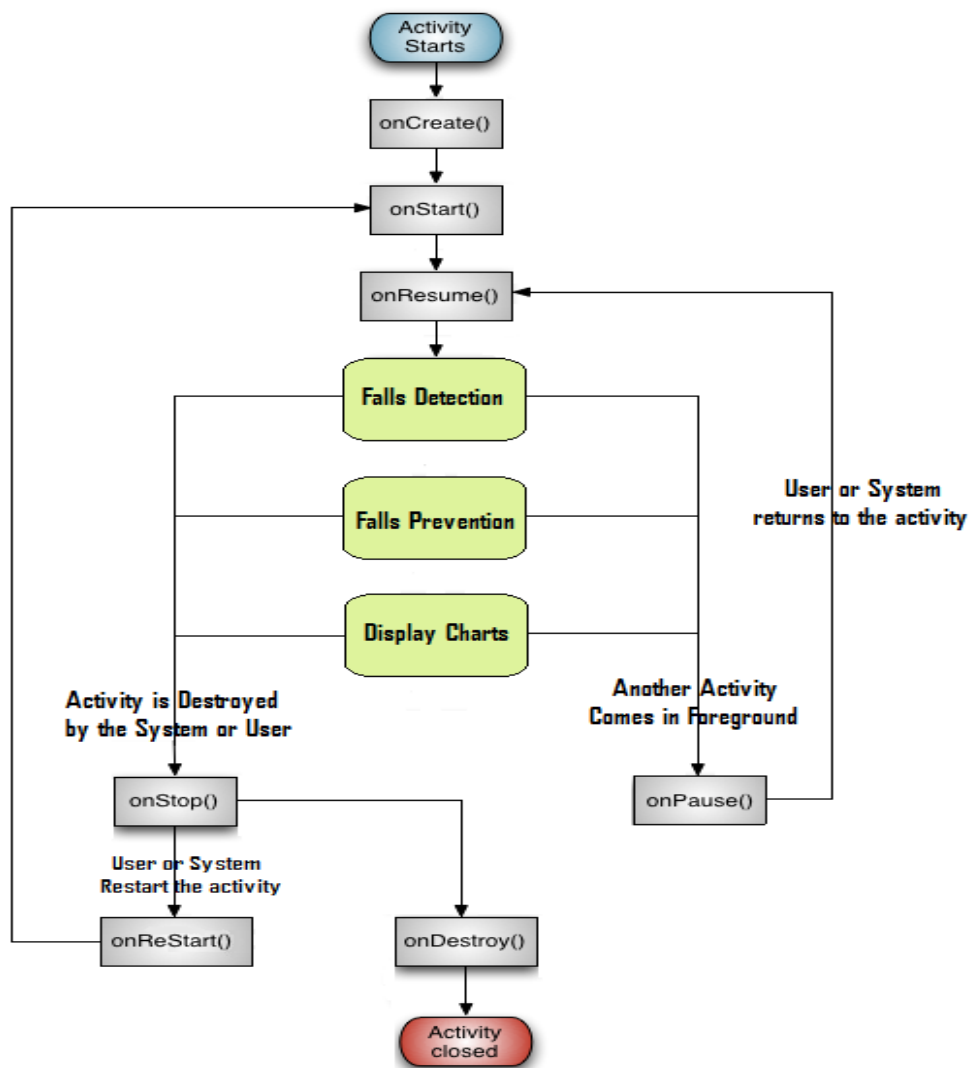 Activity
Starts
onCreate()
onStart()
onResume()
Falls Detection
User or System
returns to the activity
Falls Prevention
Display Charts
Activity is Destroyed
by the System or User
Another Activity
Comes in Foreground
onStop()
onPause()
User or System
Restart the activity
onReStart()
onDestroy()
Activity
closed